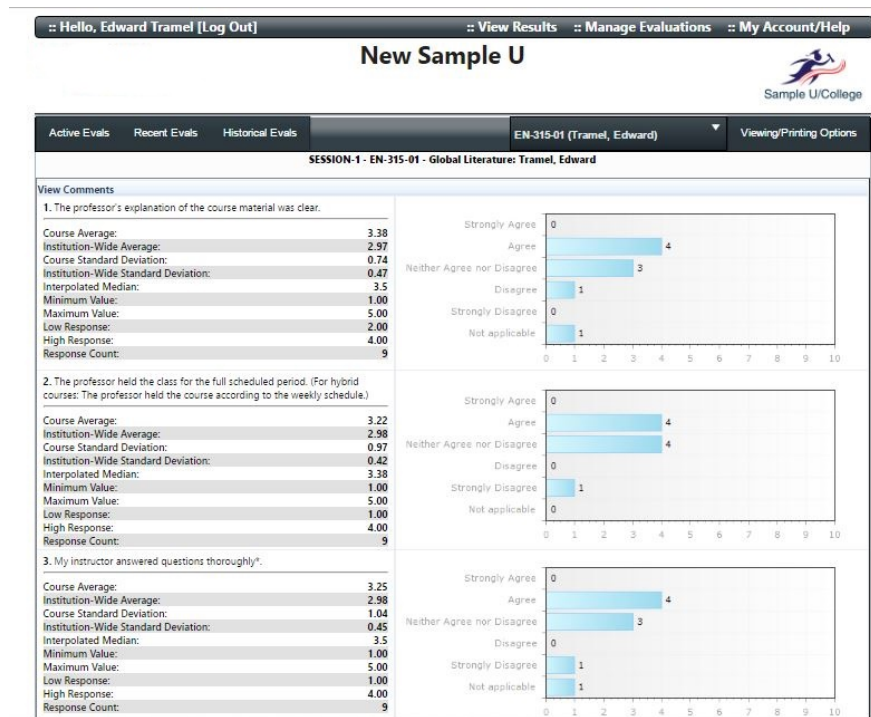 :: Hello, Edward Tramel [Log Out] :: View Results :: Manage Evaluations :: My Account/Help
New Sample U
Sample U/College
Active Evals Recent Evals Historical Evals EN-315-01 (Tramel, Edward) Viewing/Printing Options
SESSION-1 - EN-315-01 - Global Literature: Tramel, Edward
View Comments
1. The professor's explanation of the course material was clear.
Course Average: 3.38
Institution-Wide Average: 2.97
Course Standard Deviation: 0.74
Institution-Wide Standard Deviation: 0.47
Interpolated Median: 3.5
Minimum Value: 1.00
Maximum Value: 5.00
Low Response: 2.00
High Response: 4.00
Response Count: 9
Strongly Agree 0
Agree 4
Neither Agree nor Disagree 3
Disagree 1
Strongly Disagree 0
Not applicable 1
0 1 2 3 4 5 6 7 8 9 10
2. The professor held the class for the full scheduled period. (For hybrid
courses: The professor held the course according to the weekly schedule.)
Course Average: 3.22
Institution-Wide Average: 2.98
Course Standard Deviation: 0.97
Institution-Wide Standard Deviation: 0.42
Interpolated Median: 3.38
Minimum Value: 1.00
Maximum Value: 5.00
Low Response: 1.00
High Response: 4.00
Response Count: 9
Strongly Agree 0
Agree 4
Neither Agree nor Disagree 4
Disagree 0
Strongly Disagree 1
Not applicable 0
0 1 2 3 4 5 6 7 8 9 10
3. My instructor answered questions thoroughly*.
Course Average: 3.25
Institution-Wide Average: 2.98
Course Standard Deviation: 1.04
Institution-Wide Standard Deviation: 0.45
Interpolated Median: 3.5
Minimum Value: 1.00
Maximum Value: 5.00
Low Response: 1.00
High Response: 4.00
Response Count: 9
Strongly Agree 0
Agree 4
Neither Agree nor Disagree 3
Disagree 0
Strongly Disagree 1
Not applicable 1
0 1 2 3 4 5 6 7 8 9 10